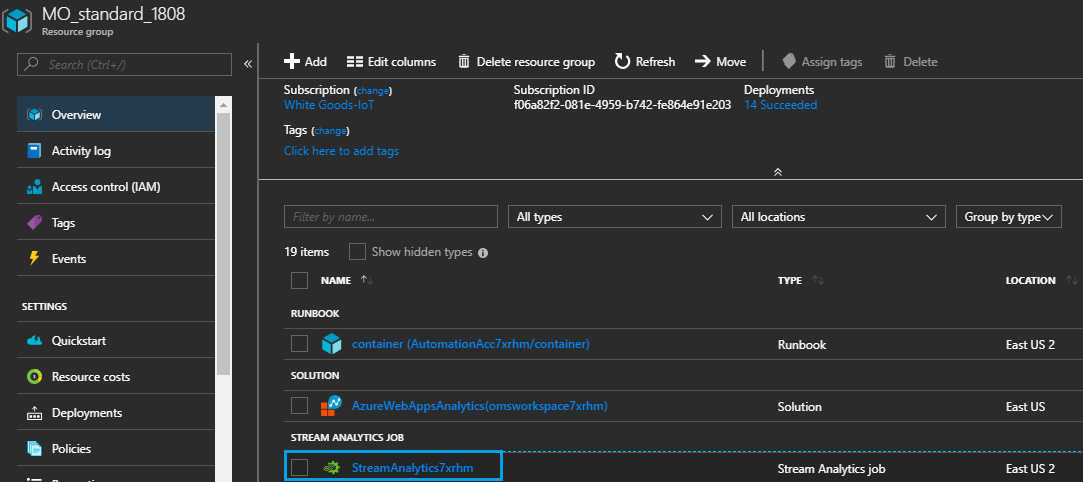 MO_standard_1808
Resource group
Search (Ctrl+/)
Overview
Activity log
Access control (IAM)
Tags
Events
SETTINGS
Quickstart
Resource costs
Deployments
Policies
Add Edit columns Delete resource group Refresh Move Assign tags Delete
Subscription (change) Subscription ID Deployments
White Goods-IoT f06a82f2-081e-4959-b742-fe864e91e203 14 Succeeded
Tags (change)
Click here to add tags
Filter by name... All types All locations Group by type
19 items Show hidden types
NAME TYPE LOCATION
RUNBOOK
container (AutomationAcc7xrhm/container) Runbook East US 2
SOLUTION
AzureWebAppsAnalytics(omsworkspace7xrhm) Solution East US
STREAM ANALYTICS JOB
StreamAnalytics7xrhm Stream Analytics job East US 2